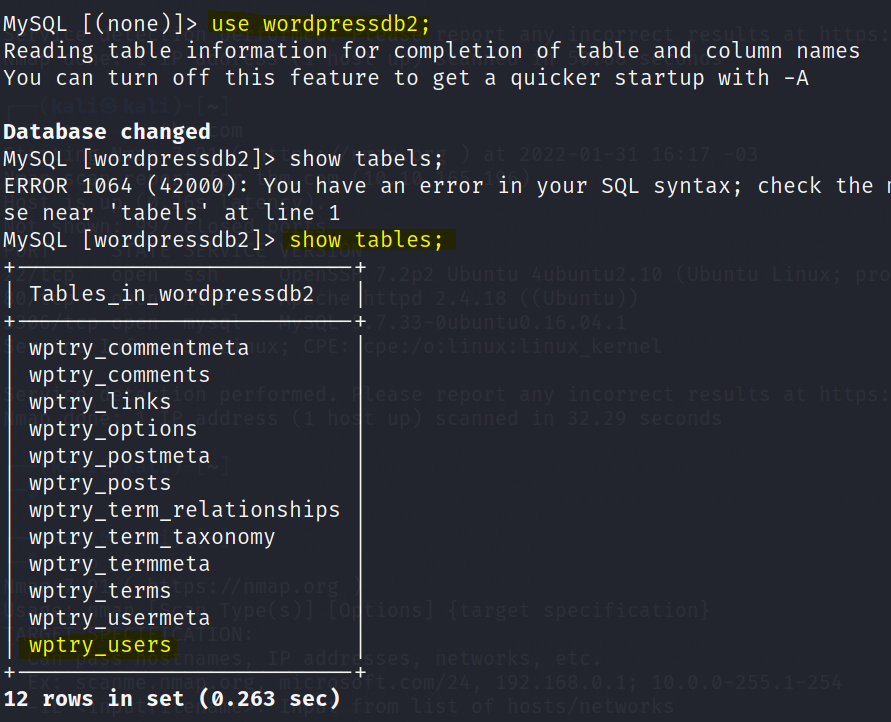 MySQL [(none)]> use wordpressdb2;
Reading table information for completion of table and column names
You can turn off this feature to get a quicker startup with -A
Database changed
MySQL [wordpressdb2]> show tabels;
ERROR 1064 (42000): You have an error in your SQL syntax; check the
se near 'tabels' at line 1
MySQL [wordpressdb2]> show tables;
Tables_in_wordpressdb2
wptry_commentmeta
wptry_comments
wptry_links
wptry_options
wptry_postmeta
wptry_posts
wptry_term_relationships
wptry_term_taxonomy
wptry_termmeta
wptry_terms
wptry_usermeta
wptry_users
12 rows in set (0.263 sec)